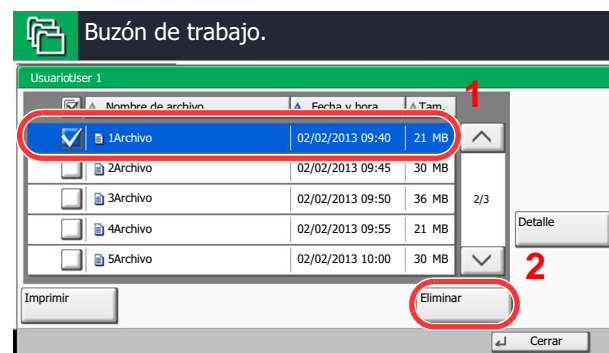 Buzón de trabajo.
UsuarioUser 1
Nombre de archivo Fecha y hora Tam. 1
1Archivo 02/02/2013 09:40 21 MB
2Archivo 02/02/2013 09:45 30 MB
3Archivo 02/02/2013 09:50 36 MB 2/3
4Archivo 02/02/2013 09:55 21 MB Detalle
5Archivo 02/02/2013 10:00 30 MB 2
Imprimir Eliminar
Cerrar